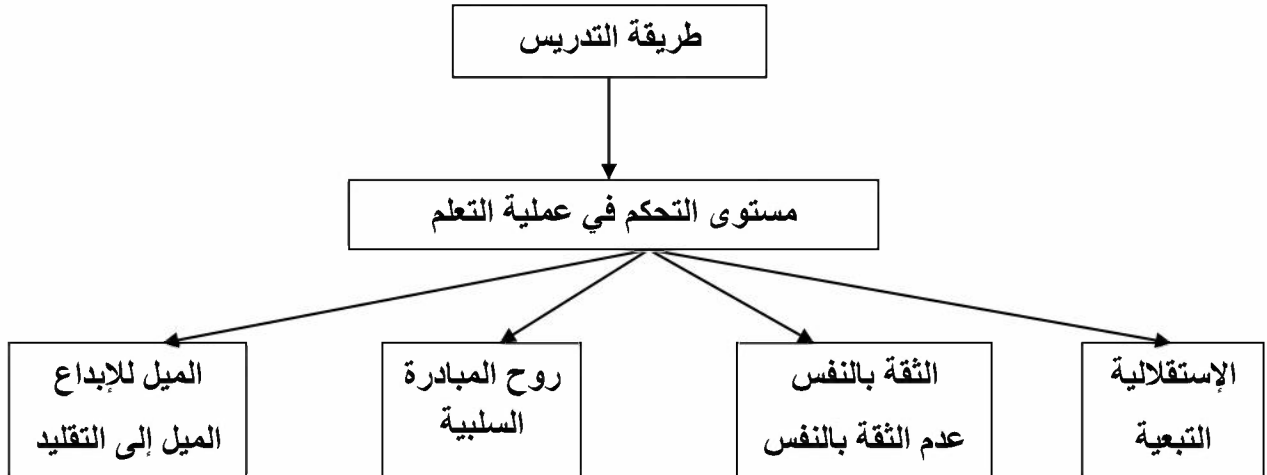 طريقة التدريس
مستوى التحكم في عملية التعلم
الإستقلالية
التبعية
الثقة بالنفس
عدم الثقة بالنفس
روح المبادرة
السلبية
الميل للإبداع
الميل إلى التقليد